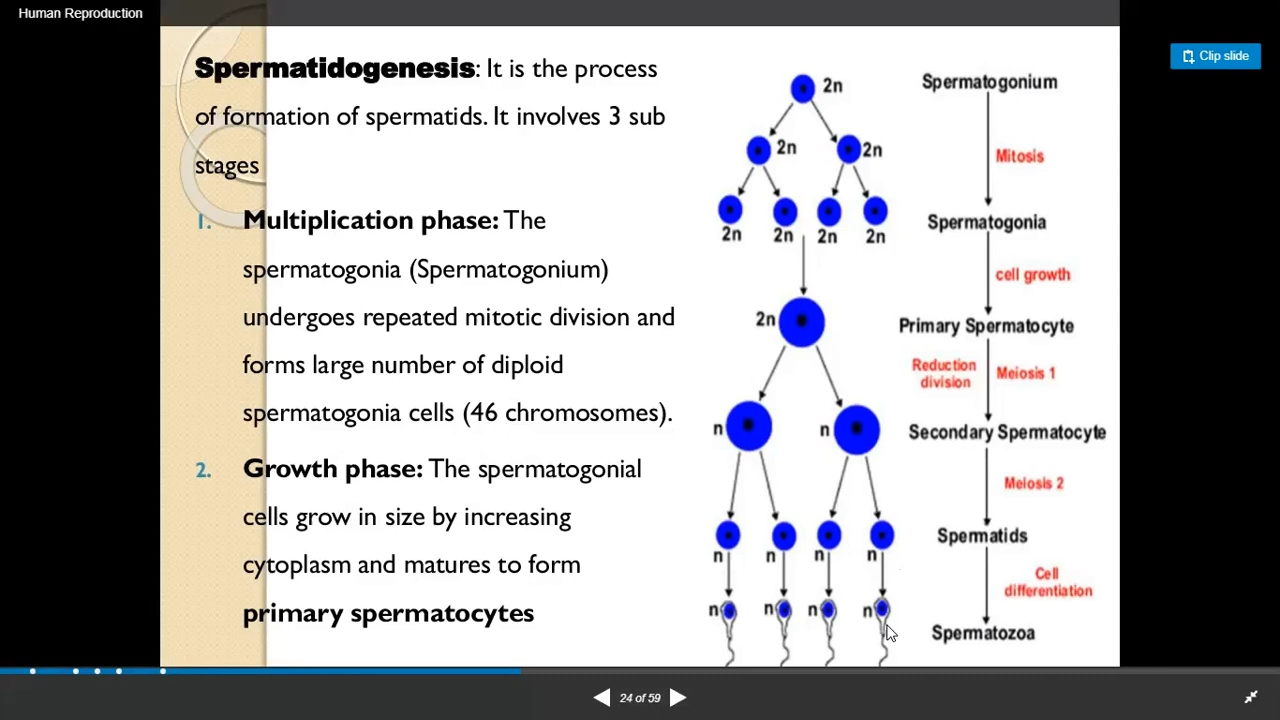 Human Reproduction
Clip slide
Spermatidogenesis: It is the process
of formation of spermatids. It involves 3 sub
stages
1. Multiplication phase: The
spermatogonia (Spermatogonium)
undergoes repeated mitotic division and
forms large number of diploid
spermatogonia cells (46 chromosomes).
2. Growth phase: The spermatogonial
cells grow in size by increasing
cytoplasm and matures to form
primary spermatocytes
2n
2n 2n
2n 2n 2n 2n
2n
n n
n n n n
n n n n
Spermatogonium
Mitosis
Spermatogonia
cell growth
Primary Spermatocyte
Reduction
division
Meiosis 1
Secondary Spermatocyte
Meiosis 2
Spermatids
Cell
differentiation
Spermatozoa
24 of 59